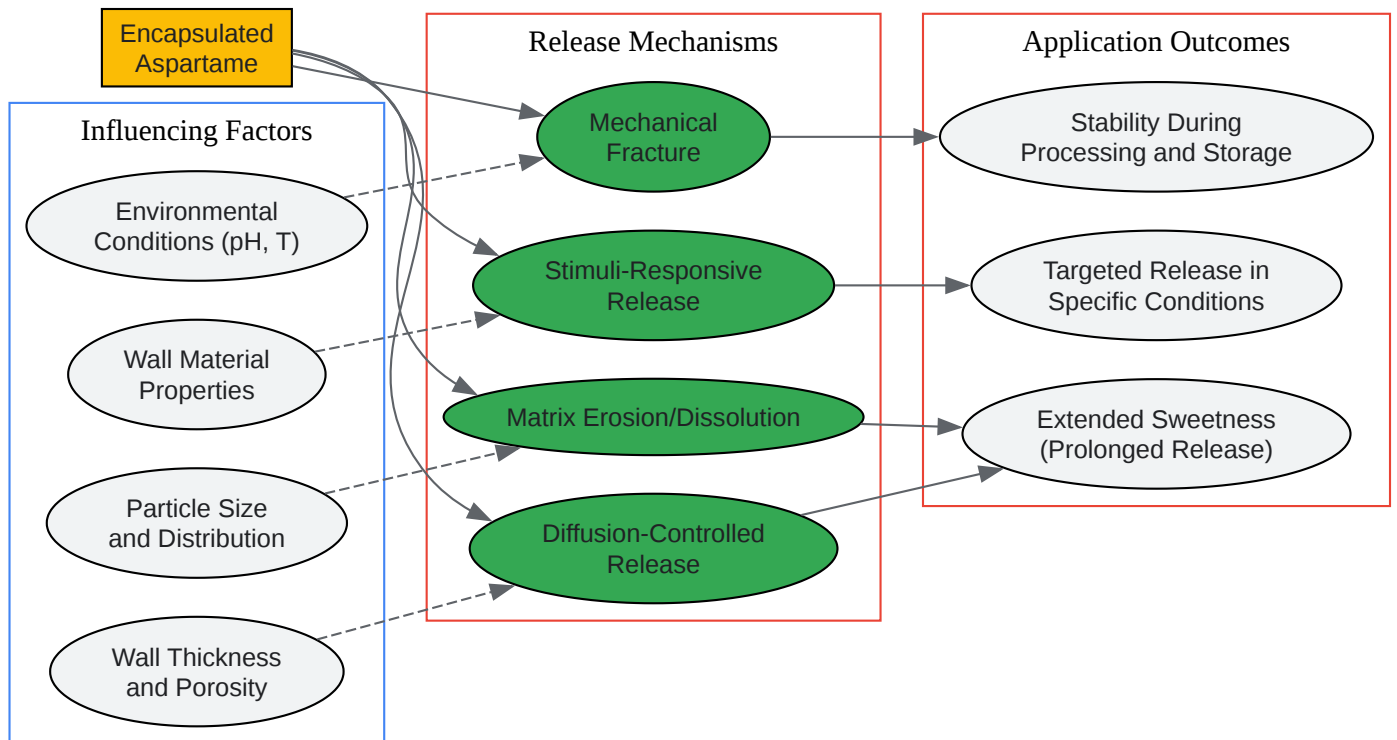 Encapsulated
Aspartame
Influencing Factors
Environmental
Conditions (pH, T)
Wall Material
Properties
Particle Size
and Distribution
Wall Thickness
and Porosity
Release Mechanisms
Mechanical
Fracture
Stimuli-Responsive
Release
Matrix Erosion/Dissolution
Diffusion-Controlled
Release
Application Outcomes
Stability During
Processing and Storage
Targeted Release in
Specific Conditions
Extended Sweetness
(Prolonged Release)